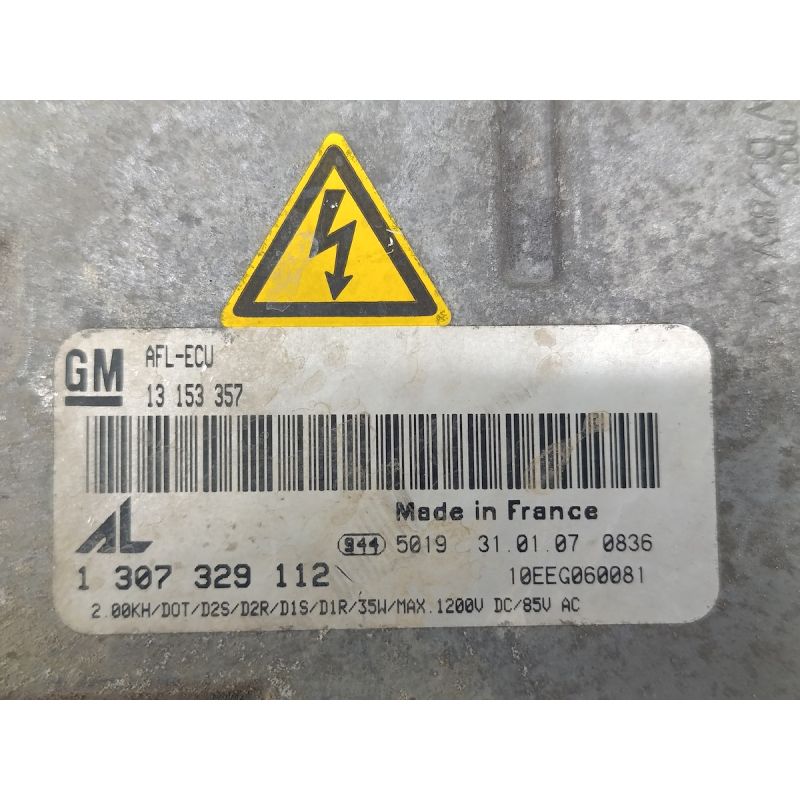 GM
AFL-ECU
13 153 357
Made in France
AL
944 5019 31.01.07 0836
1 307 329 112
10EEG060081
2.00KH/DOT/D2S/D2R/D1S/D1R/35W/MAX.1200V DC/85V AC